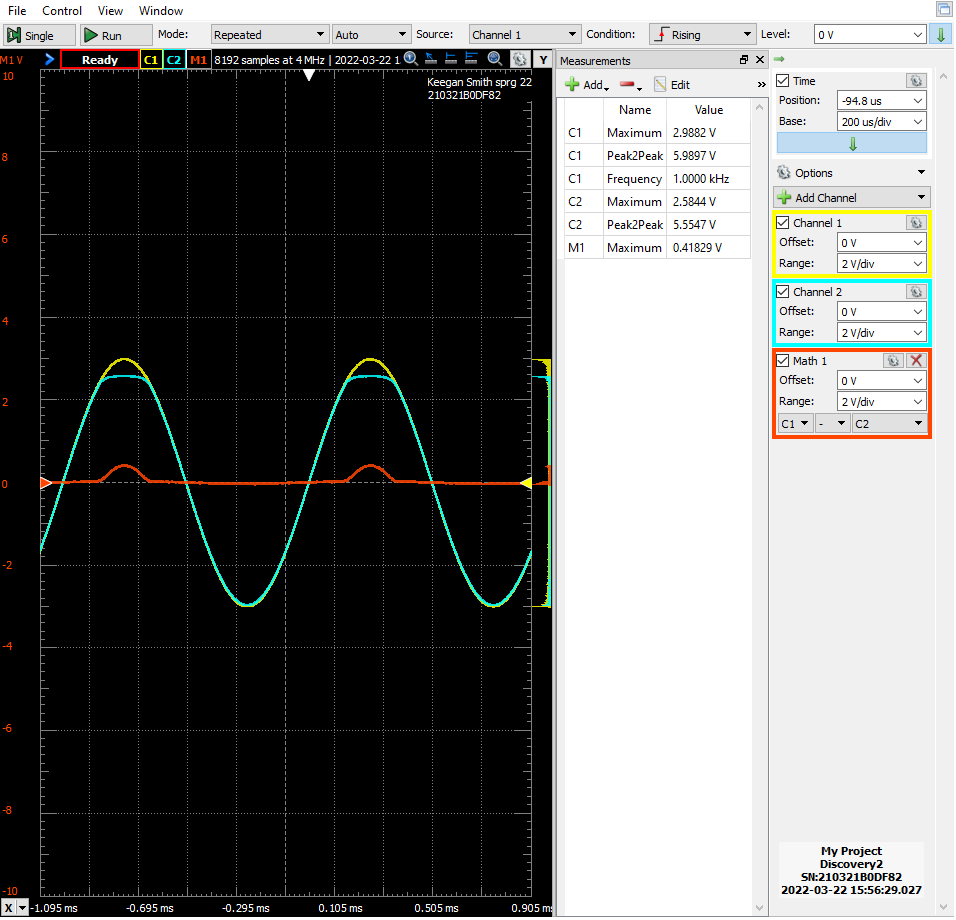 File Control View Window
Single Run Mode: Repeated Auto Source: Channel 1 Condition: Rising Level: 0 V
M1 V Ready C1 C2 M1 8192 samples at 4 MHz | 2022-03-22 1 Y
Keegan Smith sprg 22
210321B0DF82
10
8
6
4
2
0
-2
-4
-6
-8
-10
X -1.095 ms -0.695 ms -0.295 ms 0.105 ms 0.505 ms 0.905 ms
Measurements
Add Edit »
Name Value
C1 Maximum 2.9882 V
C1 Peak2Peak 5.9897 V
C1 Frequency 1.0000 kHz
C2 Maximum 2.5844 V
C2 Peak2Peak 5.5547 V
M1 Maximum 0.41829 V
Time
Position: -94.8 us
Base: 200 us/div
Options
Add Channel
Channel 1
Offset: 0 V
Range: 2 V/div
Channel 2
Offset: 0 V
Range: 2 V/div
Math 1
Offset: 0 V
Range: 2 V/div
C1 - C2
My Project
Discovery2
SN:210321B0DF82
2022-03-22 15:56:29.027